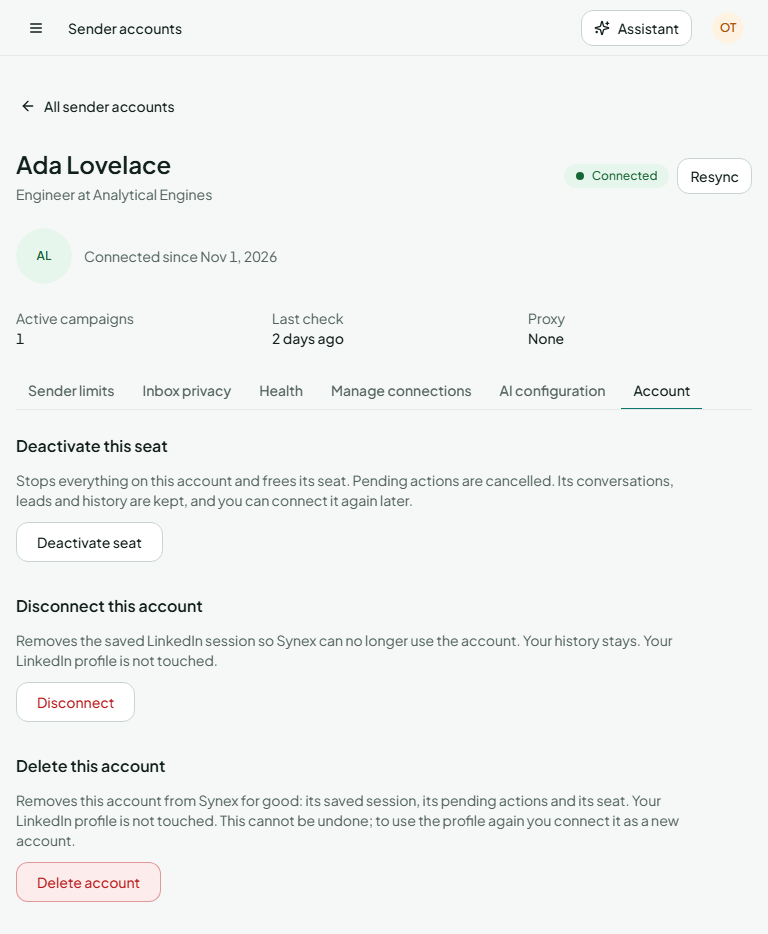 Sender accounts
Assistant
OT
All sender accounts
Ada Lovelace
Engineer at Analytical Engines
Connected
Resync
AL
Connected since Nov 1, 2026
Active campaigns
1
Last check
2 days ago
Proxy
None
Sender limits
Inbox privacy
Health
Manage connections
AI configuration
Account
Deactivate this seat
Stops everything on this account and frees its seat. Pending actions are cancelled. Its conversations,
leads and history are kept, and you can connect it again later.
Deactivate seat
Disconnect this account
Removes the saved LinkedIn session so Synex can no longer use the account. Your history stays. Your
LinkedIn profile is not touched.
Disconnect
Delete this account
Removes this account from Synex for good: its saved session, its pending actions and its seat. Your
LinkedIn profile is not touched. This cannot be undone; to use the profile again you connect it as a new
account.
Delete account